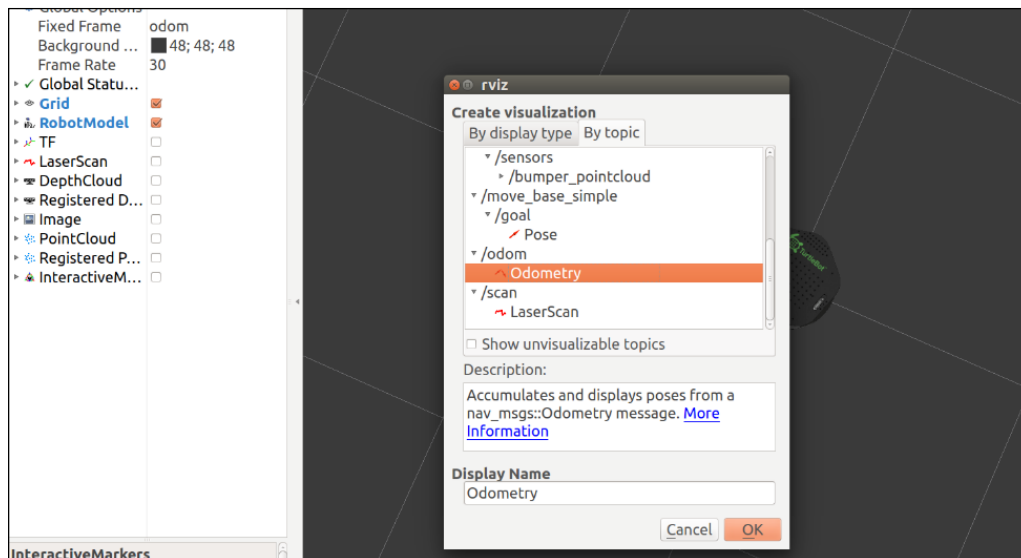 Global Options
Fixed Frame odom
Background ... 48; 48; 48
Frame Rate 30
Global Statu...
Grid
RobotModel
TF
LaserScan
DepthCloud
Registered D...
Image
PointCloud
Registered P...
InteractiveM...
InteractiveMarkers
rviz
Create visualization
By display type By topic
/sensors
/bumper_pointcloud
/move_base_simple
/goal
Pose
/odom
Odometry
/scan
LaserScan
Show unvisualizable topics
Description:
Accumulates and displays poses from a
nav_msgs::Odometry message. More
Information
Display Name
Odometry
Cancel OK
TurtleBot